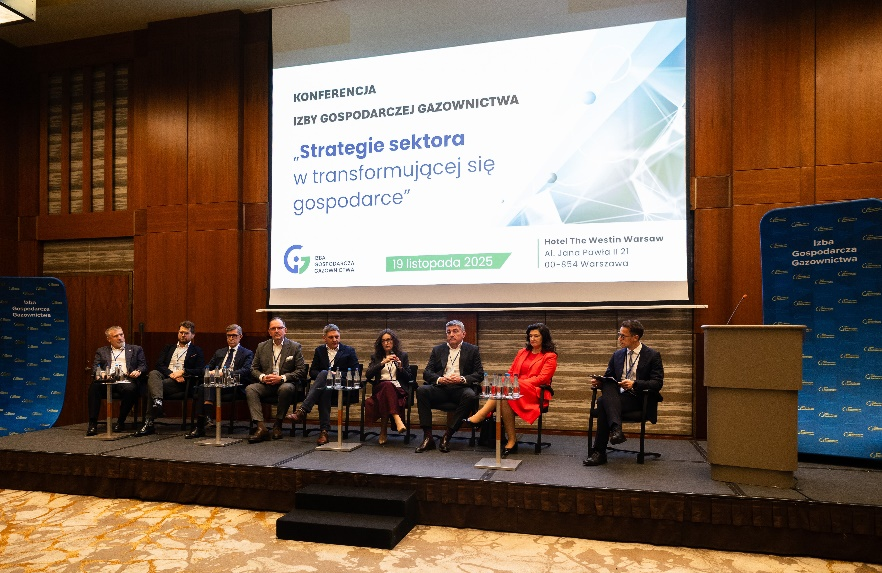 KONFERENCJA
IZBY GOSPODARCZEJ GAZOWNICTWA
„Strategie sektora
w transformującej się
gospodarce”
IZBA
GOSPODARCZA
GAZOWNICTWA
19 listopada 2025
Hotel The Westin Warsaw
Al. Jana Pawła II 21
00-854 Warszawa
Izba
Gospodarcza
Gazownictwa
Izba
Gospodarcza
Gazownictwa